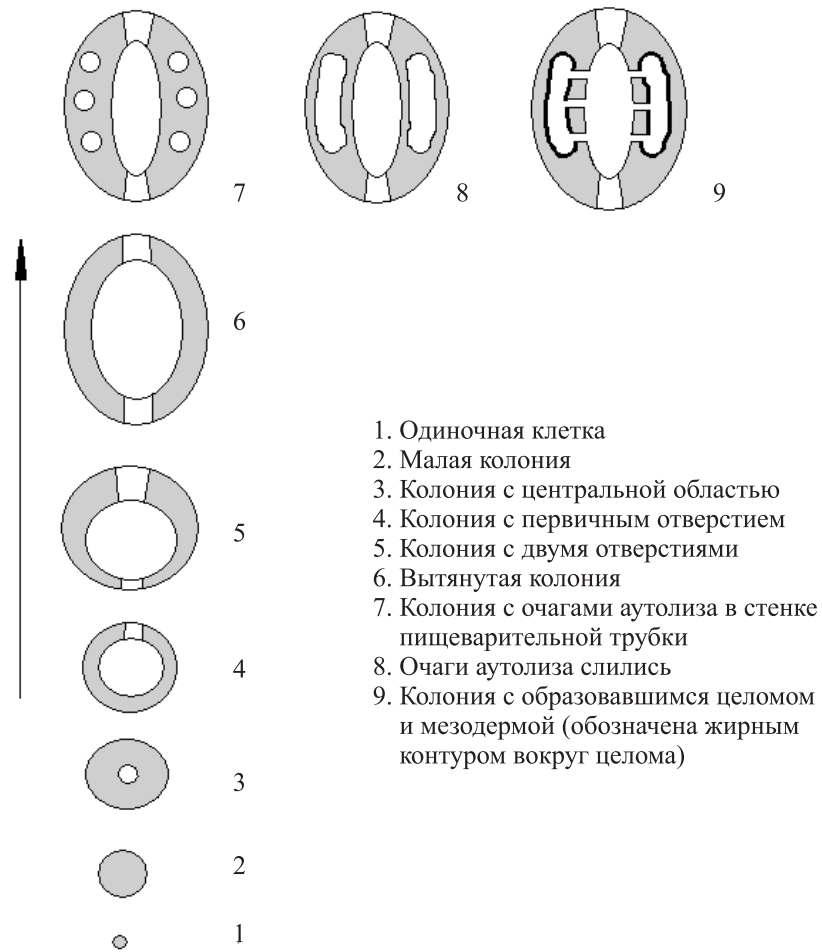 7
8
9
6
5
4
3
2
1
1. Одиночная клетка
2. Малая колония
3. Колония с центральной областью
4. Колония с первичным отверстием
5. Колония с двумя отверстиями
6. Вытянутая колония
7. Колония с очагами аутолиза в стенке
пищеварительной трубки
8. Очаги аутолиза слились
9. Колония с образовавшимся целомом
и мезодермой (обозначена жирным
контуром вокруг целома)